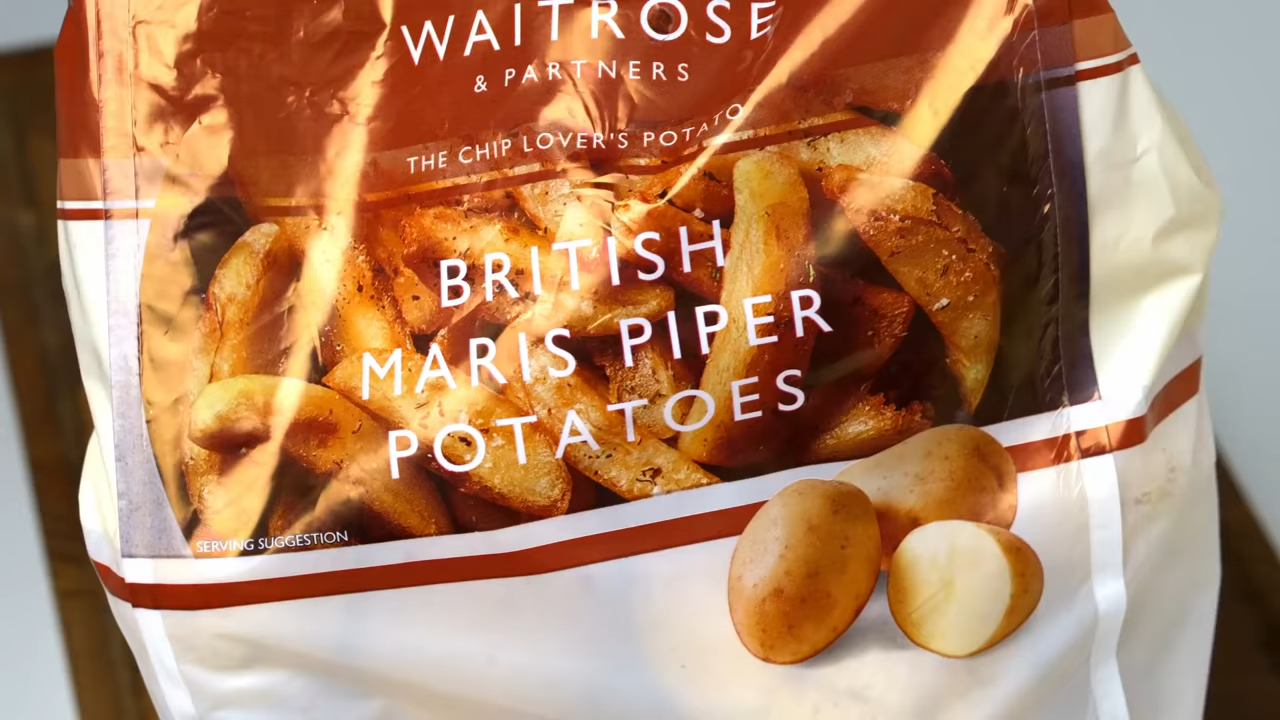 WAITROSE
& PARTNERS
THE CHIP LOVER'S POTATO
BRITISH
MARIS PIPER
POTATOES
SERVING SUGGESTION